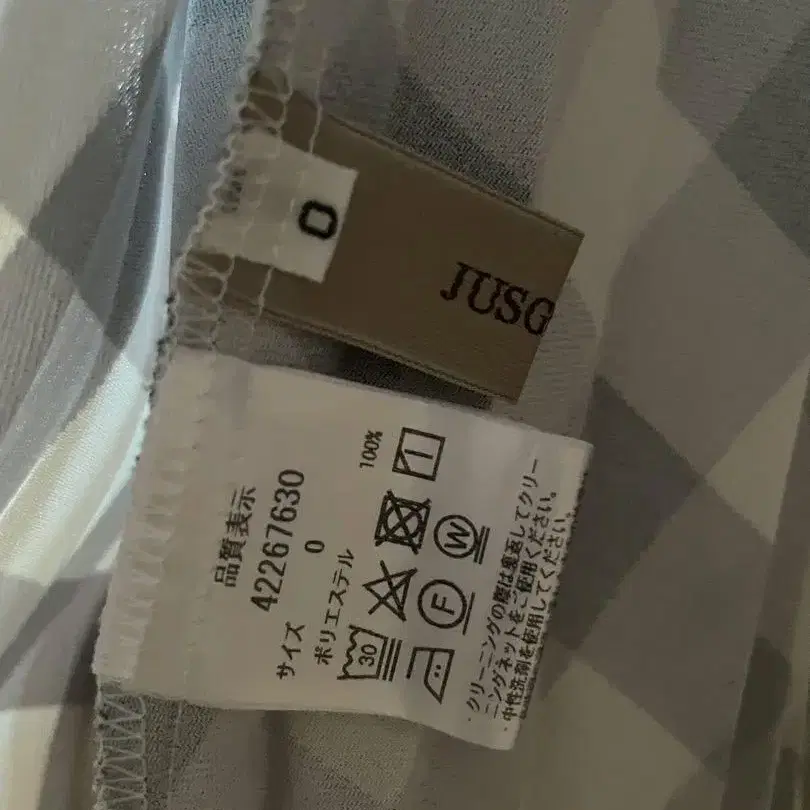 0
JUSG
品質表示
42267630
サイズ 0
ポリエステル 100%
30
F W
・クリーニングの際は裏返してクリー
ニングネットをご使用ください。
・中性洗剤を使用してください。